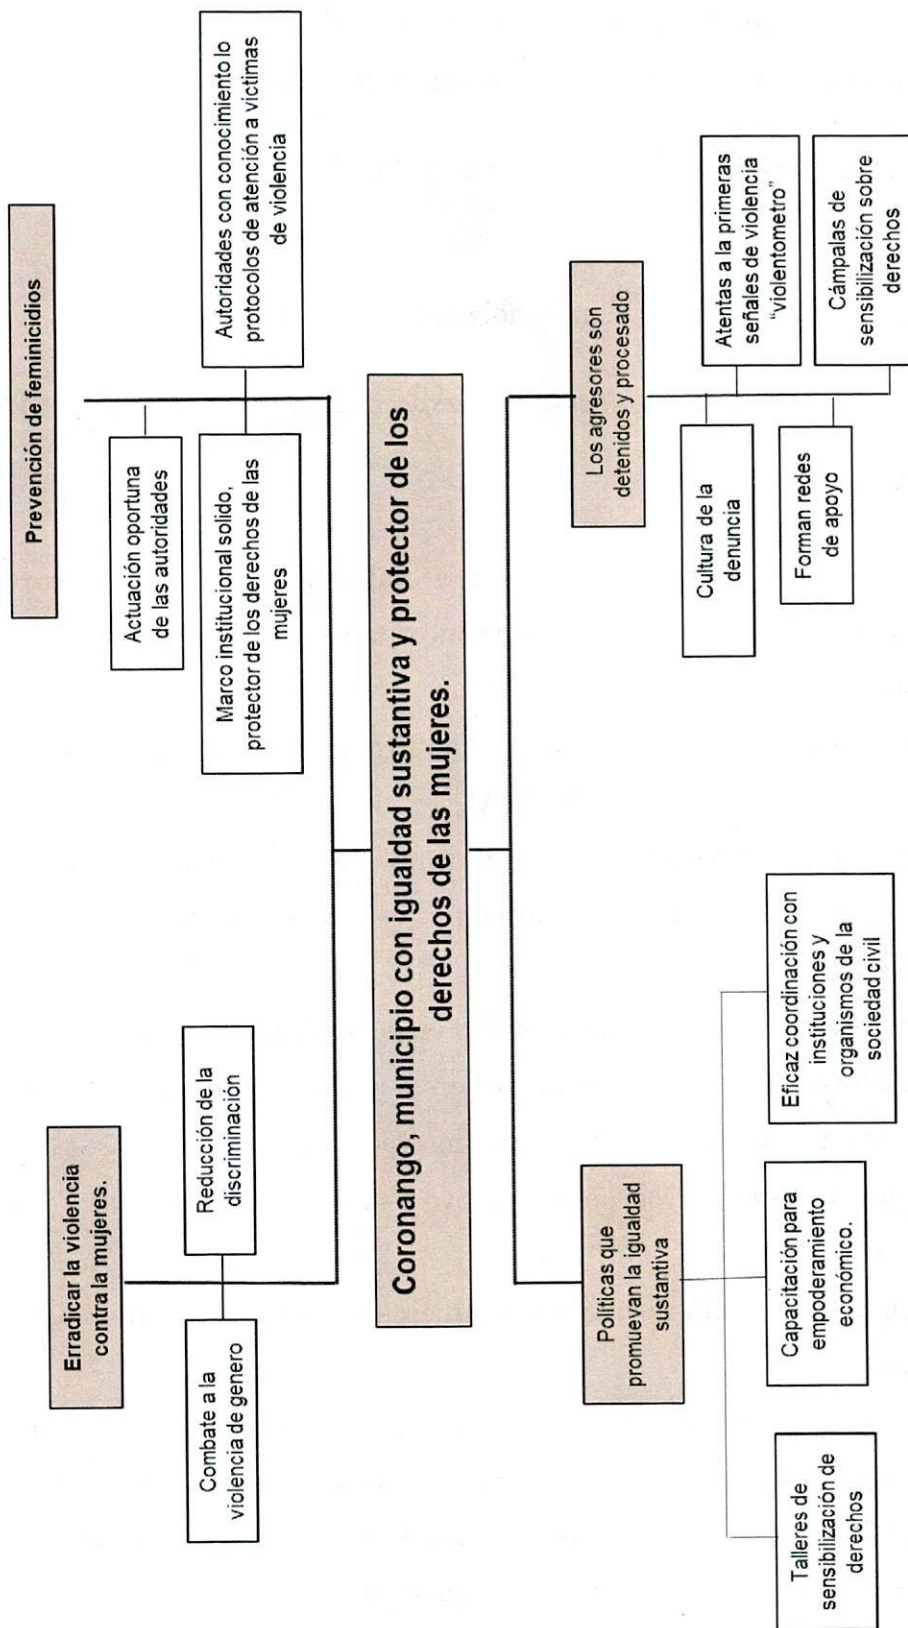 Erradicar la violencia
contra la mujeres.
Combate a la
violencia de genero
Reducción de la
discriminación
Prevención de feminicidios
Actuación oportuna
de las autoridades
Marco institucional solido,
protector de los derechos de las
mujeres
Autoridades con conocimiento lo
protocolos de atención a victimas
de violencia
Coronango, municipio con igualdad sustantiva y protector de los
derechos de las mujeres.
Políticas que
promuevan la igualdad
sustantiva
Talleres de
sensibilización de
derechos
Capacitación para
empoderamiento
económico.
Eficaz coordinación con
instituciones y
organismos de la
sociedad civil
Los agresores son
detenidos y procesado
Cultura de la
denuncia
Atentas a la primeras
señales de violencia
“violentometro”
Forman redes
de apoyo
Cámpalas de
sensibilización sobre
derechos